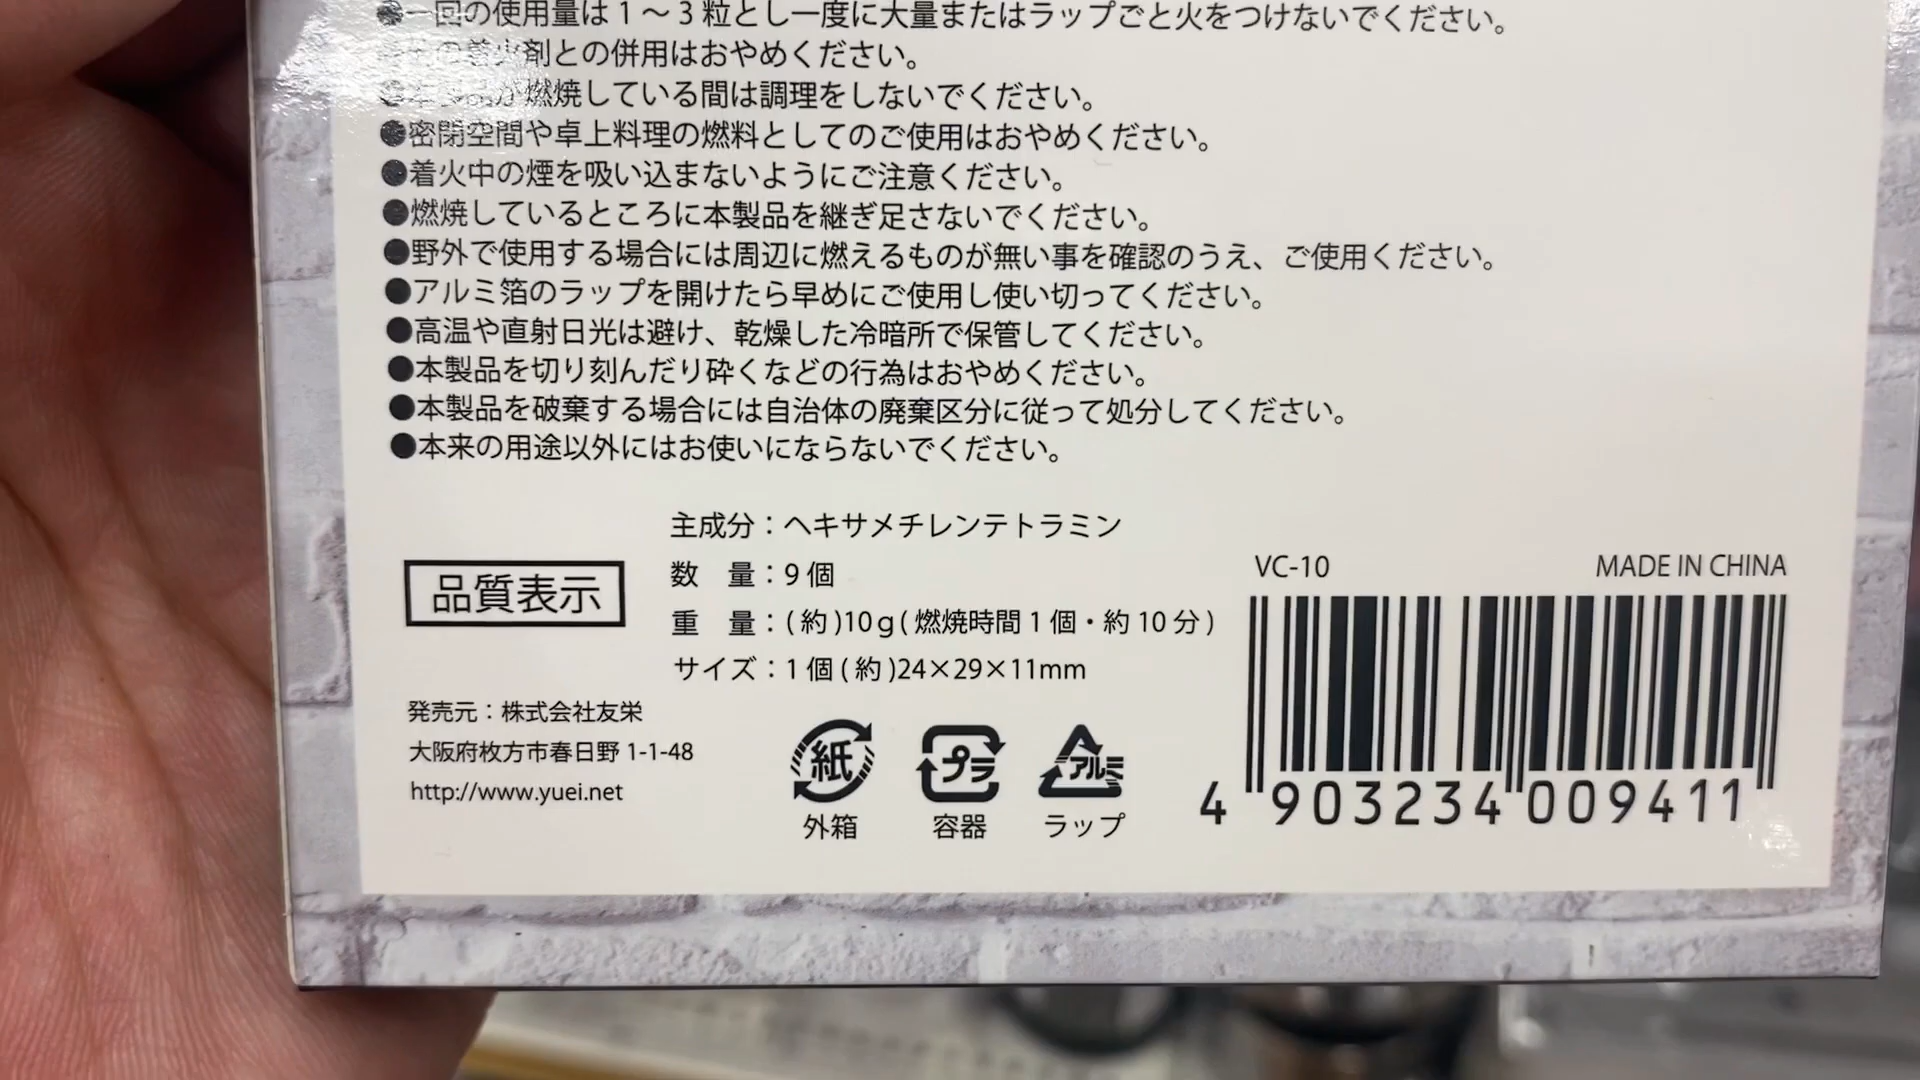 一回の使用量は1～3粒とし一度に大量またはラップごと火をつけないでください。
の着火剤との併用はおやめください。
が燃焼している間は調理をしないでください。
●密閉空間や卓上料理の燃料としてのご使用はおやめください。
●着火中の煙を吸い込まないようにご注意ください。
●燃焼しているところに本製品を継ぎ足さないでください。
●野外で使用する場合には周辺に燃えるものが無い事を確認のうえ、ご使用ください。
●アルミ箔のラップを開けたら早めにご使用し使い切ってください。
●高温や直射日光は避け、乾燥した冷暗所で保管してください。
●本製品を切り刻んだり砕くなどの行為はおやめください。
●本製品を破棄する場合には自治体の廃棄区分に従って処分してください。
●本来の用途以外にはお使いにならないでください。
品質表示
主成分：ヘキサメチレンテトラミン
数　量：9個
重　量：(約)10g(燃焼時間1個・約10分)
サイズ：1個(約)24×29×11mm
発売元：株式会社友栄
大阪府枚方市春日野 1-1-48
http://www.yuei.net
紙
外箱
プラ
容器
アルミ
ラップ
VC-10
MADE IN CHINA
4 903234 009411